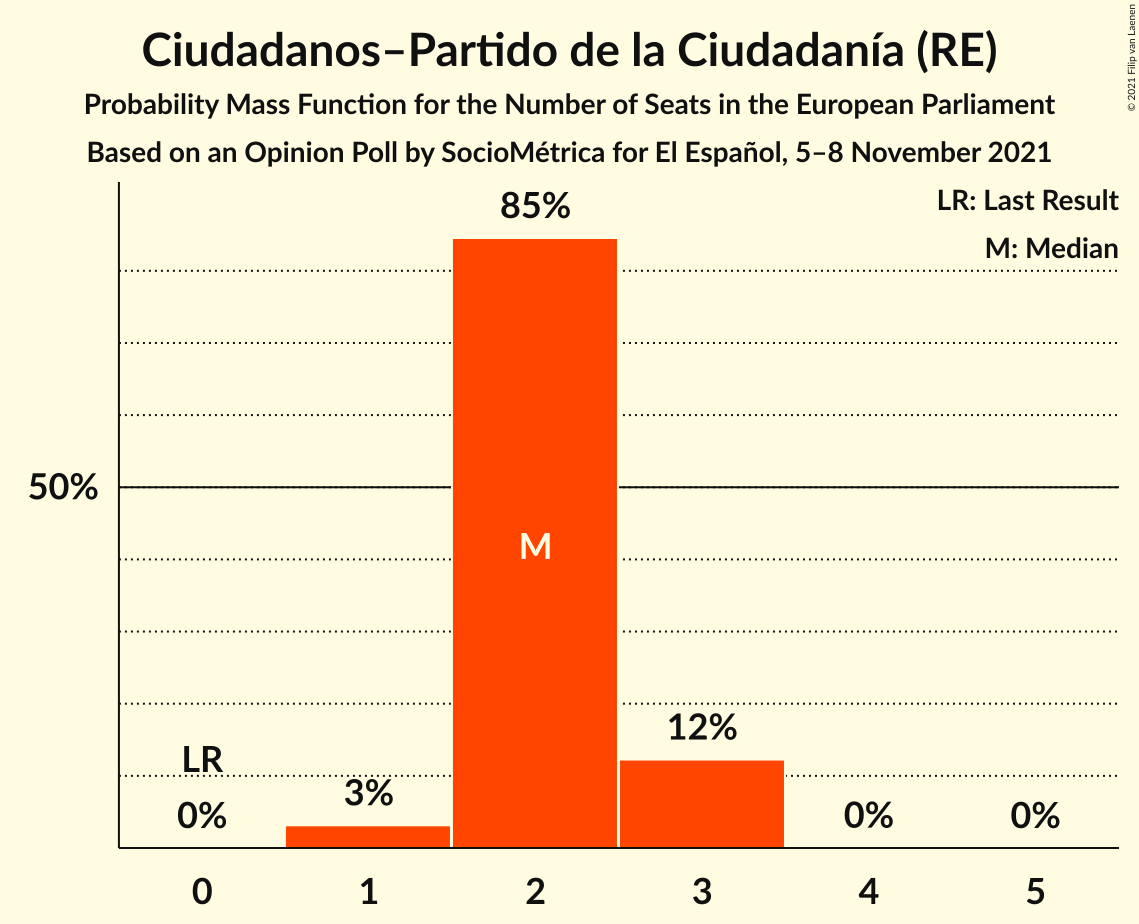 Ciudadanos–Partido de la Ciudadanía (RE)
Probability Mass Function for the Number of Seats in the European Parliament
Based on an Opinion Poll by SocioMétrica for El Español, 5–8 November 2021
© 2021 Filip van Laenen
LR: Last Result
M: Median
85%
50%
M
12%
LR
3%
0%
0%
0%
0 1 2 3 4 5